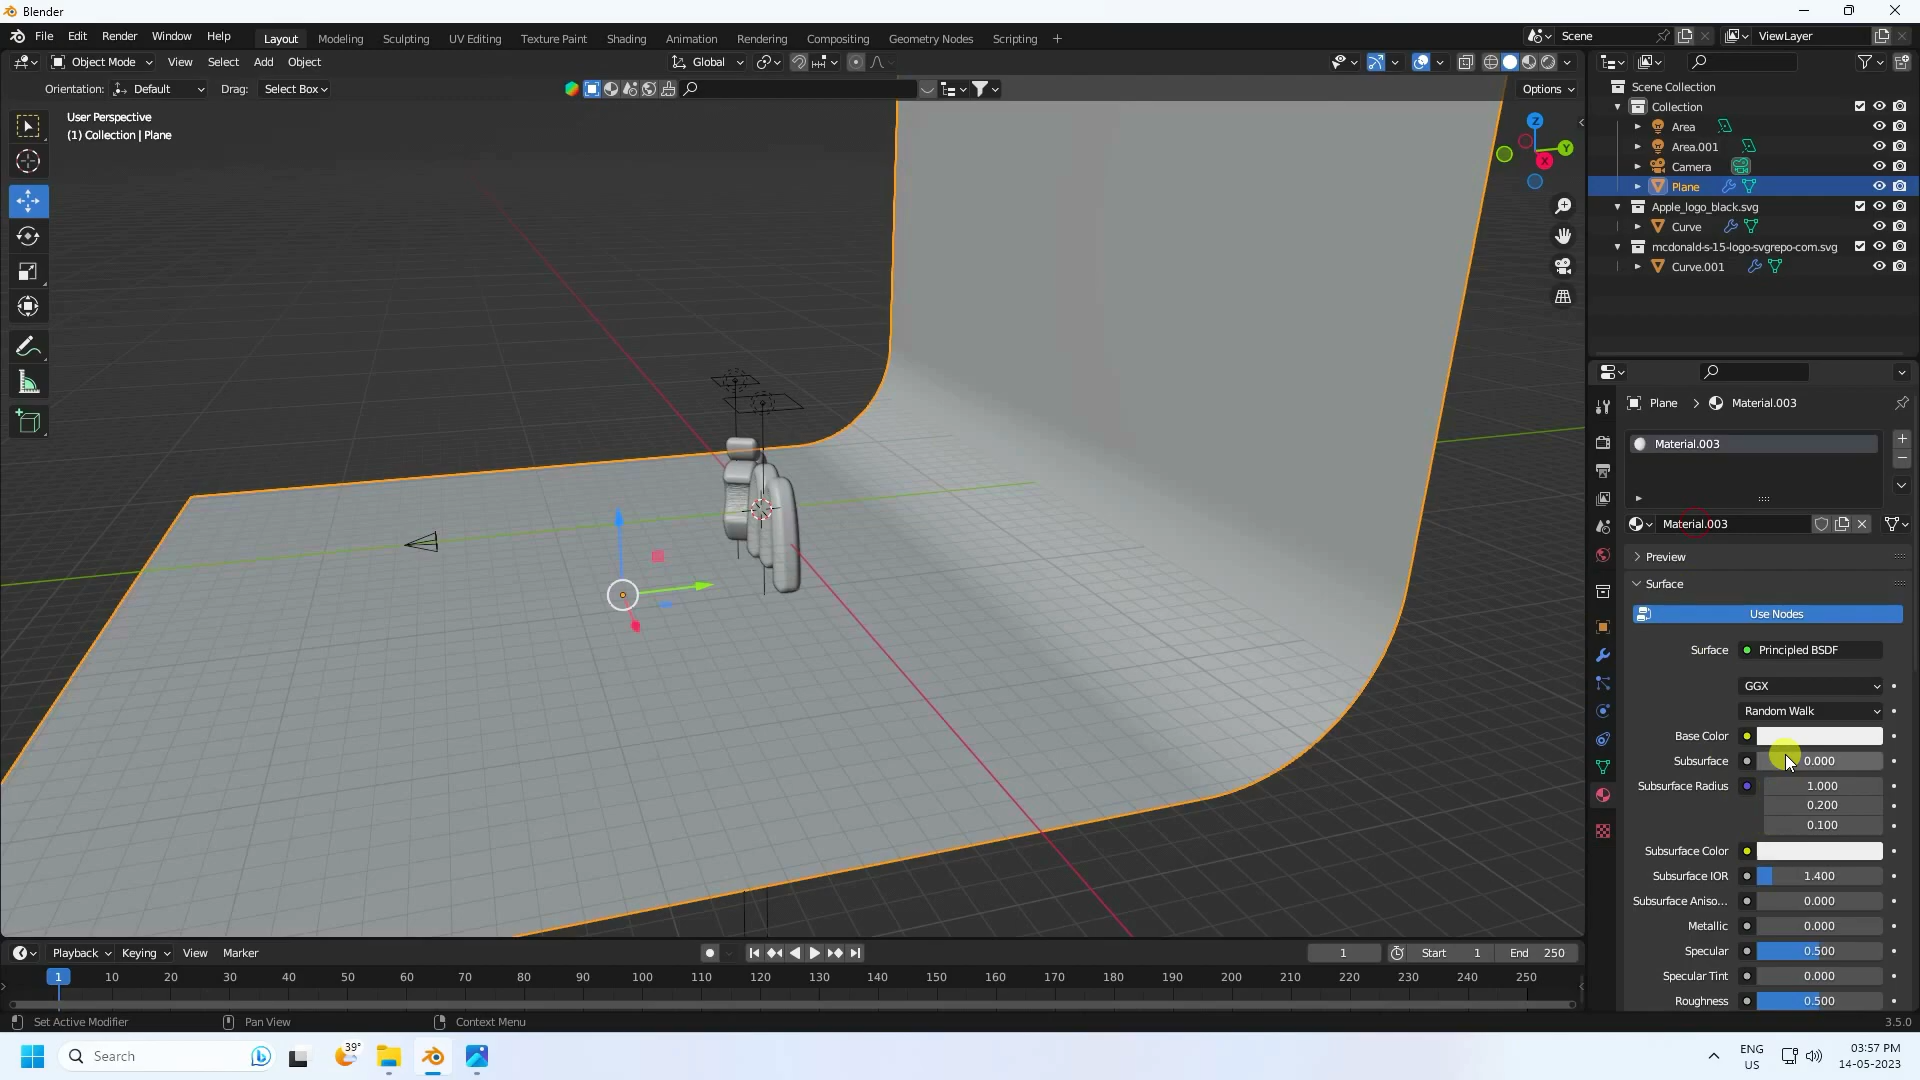 Blender
File Edit Render Window Help Layout Modeling Sculpting UV Editing Texture Paint Shading Animation Rendering Compositing Geometry Nodes Scripting + Scene ViewLayer
Object Mode View Select Add Object Global
Orientation: Default Drag: Select Box Options
User Perspective
(1) Collection | Plane
Z
Y
X
Scene Collection
Collection
Area
Area.001
Camera
Plane
Apple_logo_black.svg
Curve
mcdonald-s-15-logo-svgrepo-com.svg
Curve.001
Plane > Material.003
Material.003
Material.003
Preview
Surface
Use Nodes
Surface Principled BSDF
GGX
Random Walk
Base Color
Subsurface 0.000
Subsurface Radius 1.000
0.200
0.100
Subsurface Color
Subsurface IOR 1.400
Subsurface Aniso... 0.000
Metallic 0.000
Specular 0.500
Specular Tint 0.000
Roughness 0.500
Playback Keying View Marker 1 Start 1 End 250
1 10 20 30 40 50 60 70 80 90 100 110 120 130 140 150 160 170 180 190 200 210 220 230 240 250
Set Active Modifier Pan View Context Menu 3.5.0
Search 39° ENG US 03:57 PM 14-05-2023